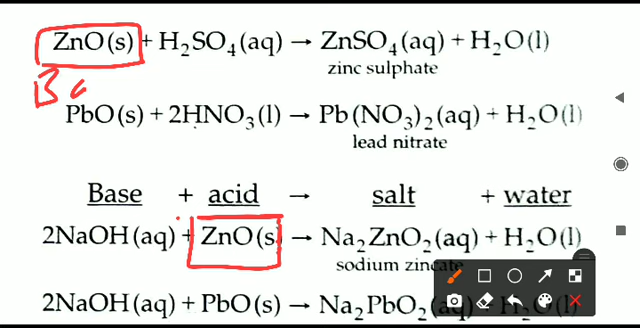 ZnO(s) + H₂SO₄(aq) → ZnSO₄(aq) + H₂O(l)
zinc sulphate
PbO(s) + 2HNO₃(l) → Pb(NO₃)₂(aq) + H₂O(l)
lead nitrate
Base + acid → salt + water
2NaOH(aq) + ZnO(s) → Na₂ZnO₂(aq) + H₂O(l)
sodium zincate
2NaOH(aq) + PbO(s) → Na₂PbO₂